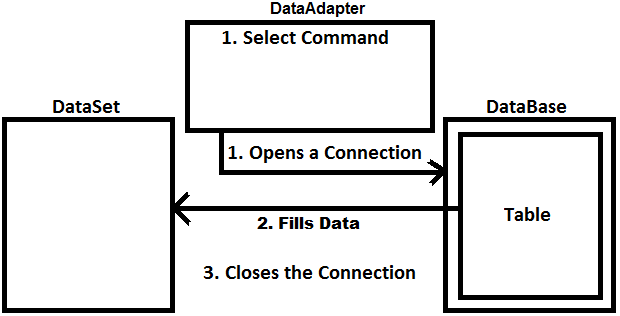 DataAdapter
1. Select Command
DataSet
DataBase
1. Opens a Connection
Table
2. Fills Data
3. Closes the Connection